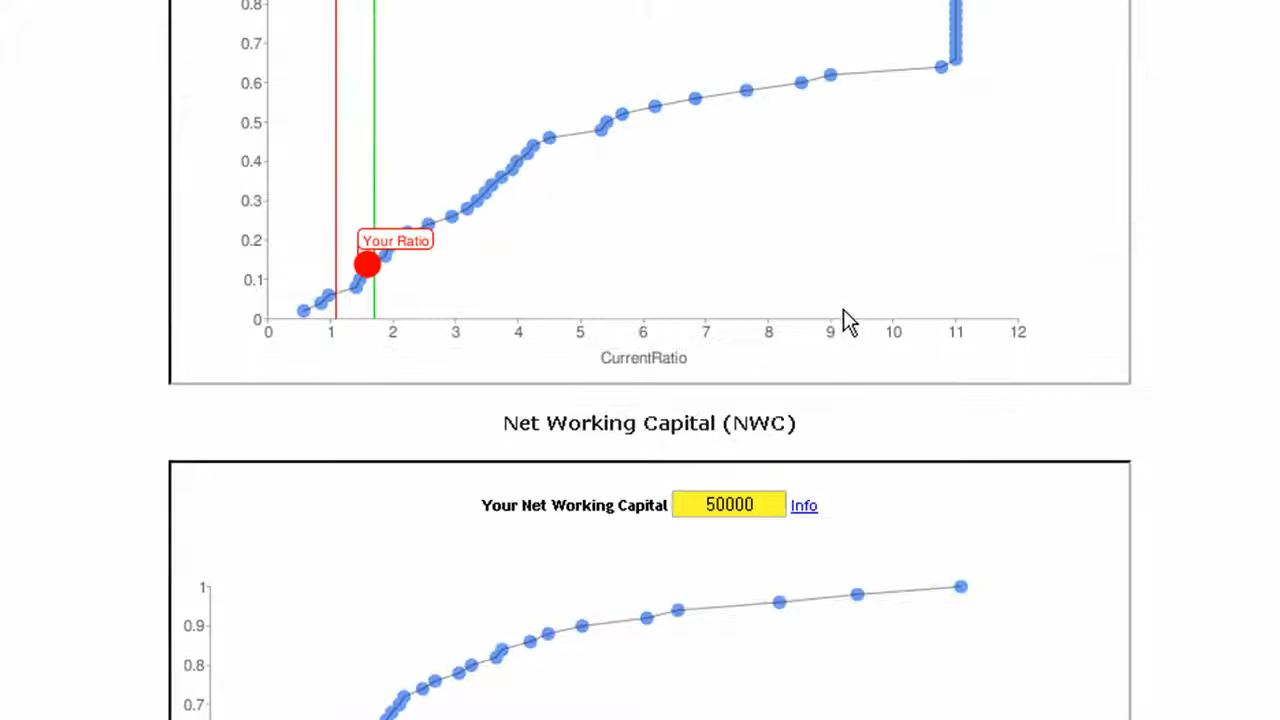 0.8
0.7
0.6
0.5
0.4
0.3
0.2
Your Ratio
0.1
0
0 1 2 3 4 5 6 7 8 9 10 11 12
CurrentRatio
Net Working Capital (NWC)
Your Net Working Capital 50000 Info
1
0.9
0.8
0.7